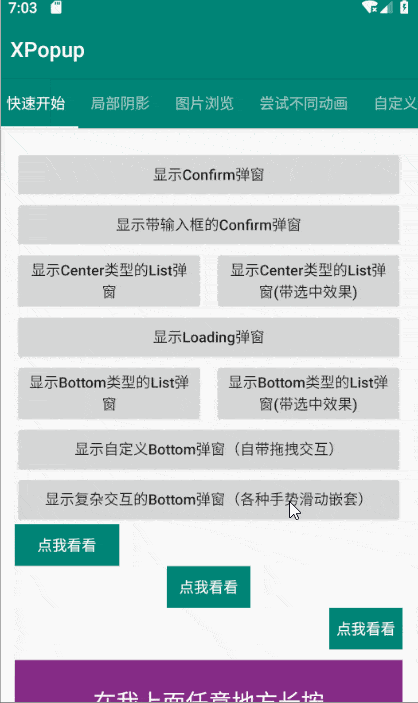 7:03
XPopup
快速开始 局部阴影 图片浏览 尝试不同动画 自定义
显示Confirm弹窗
显示带输入框的Confirm弹窗
显示Center类型的List弹
窗
显示Center类型的List弹
窗(带选中效果)
显示Loading弹窗
显示Bottom类型的List弹
窗
显示Bottom类型的List弹
窗(带选中效果)
显示自定义Bottom弹窗（自带拖拽交互）
显示复杂交互的Bottom弹窗（各种手势滑动嵌套）
点我看看
点我看看
点我看看
在我上面任意地方长按